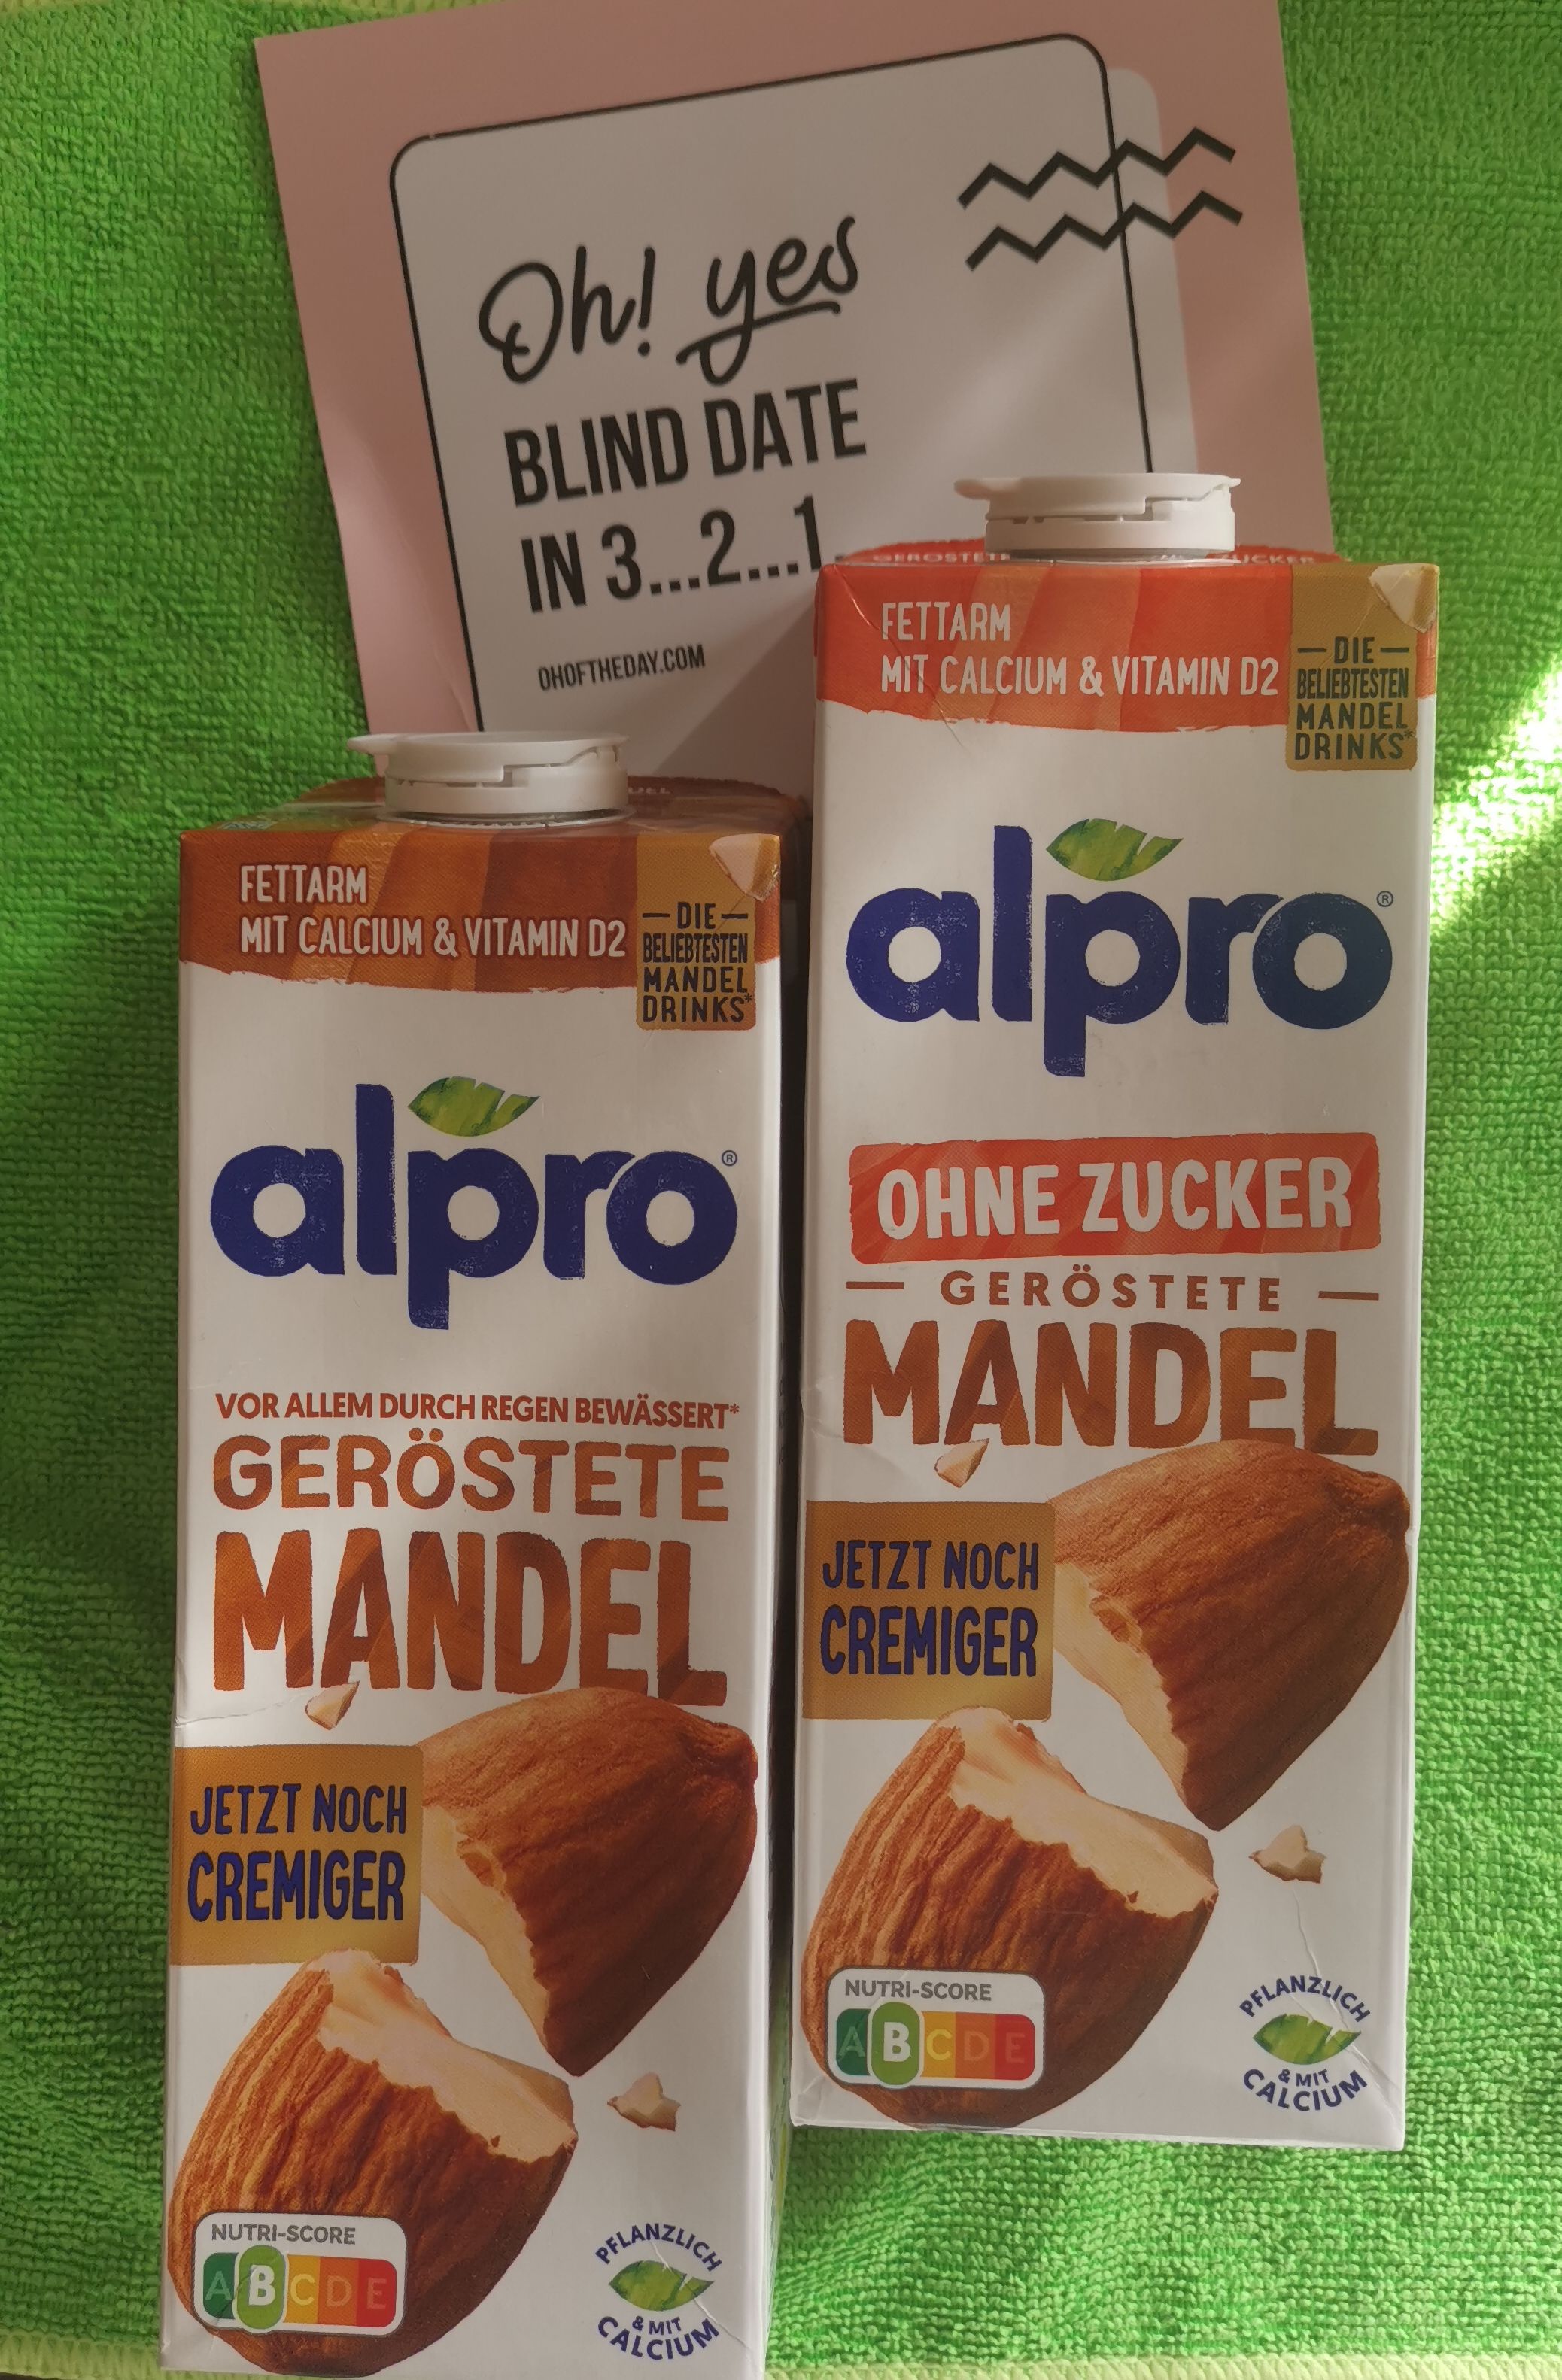 Oh! yes
BLIND DATE
IN 3...2...1
OHOFTHEDAY.COM
FETTARM
MIT CALCIUM & VITAMIN D2
—DIE—
BELIEBTESTEN
MANDEL
DRINKS*
alpro®
VOR ALLEM DURCH REGEN BEWÄSSERT*
GERÖSTETE
MANDEL
JETZT NOCH
CREMIGER
NUTRI-SCORE
A B C D E
PFLANZLICH
& MIT
CALCIUM
GERÖSTETE
ZUCKER
FETTARM
MIT CALCIUM & VITAMIN D2
—DIE—
BELIEBTESTEN
MANDEL
DRINKS*
alpro®
OHNE ZUCKER
— GERÖSTETE —
MANDEL
JETZT NOCH
CREMIGER
NUTRI-SCORE
A B C D E
PFLANZLICH
& MIT
CALCIUM